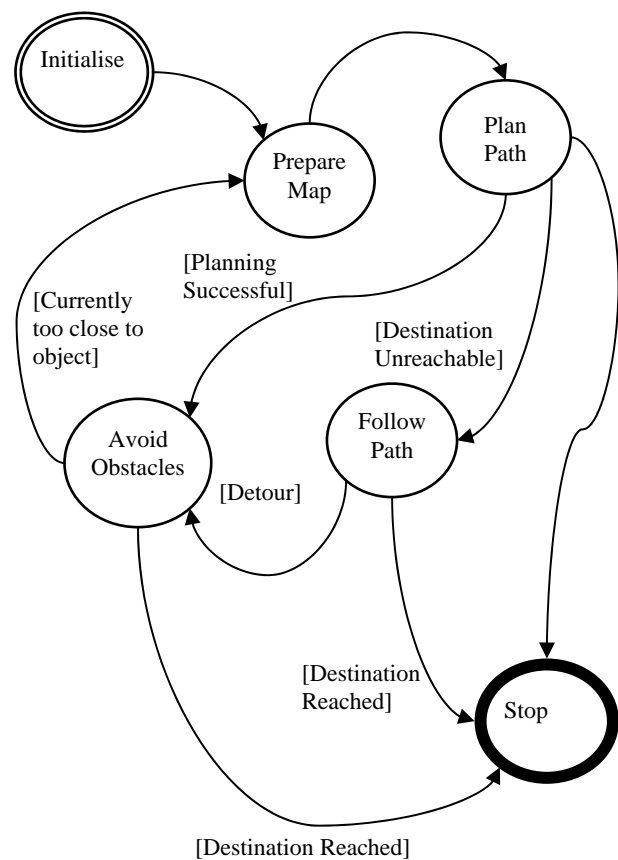 Initialise
Plan
Path
Prepare
Map
[Planning
Successful]
[Currently
too close to
object]
[Destination
Unreachable]
Avoid
Obstacles
Follow
Path
[Detour]
[Destination
Reached]
Stop
[Destination Reached]